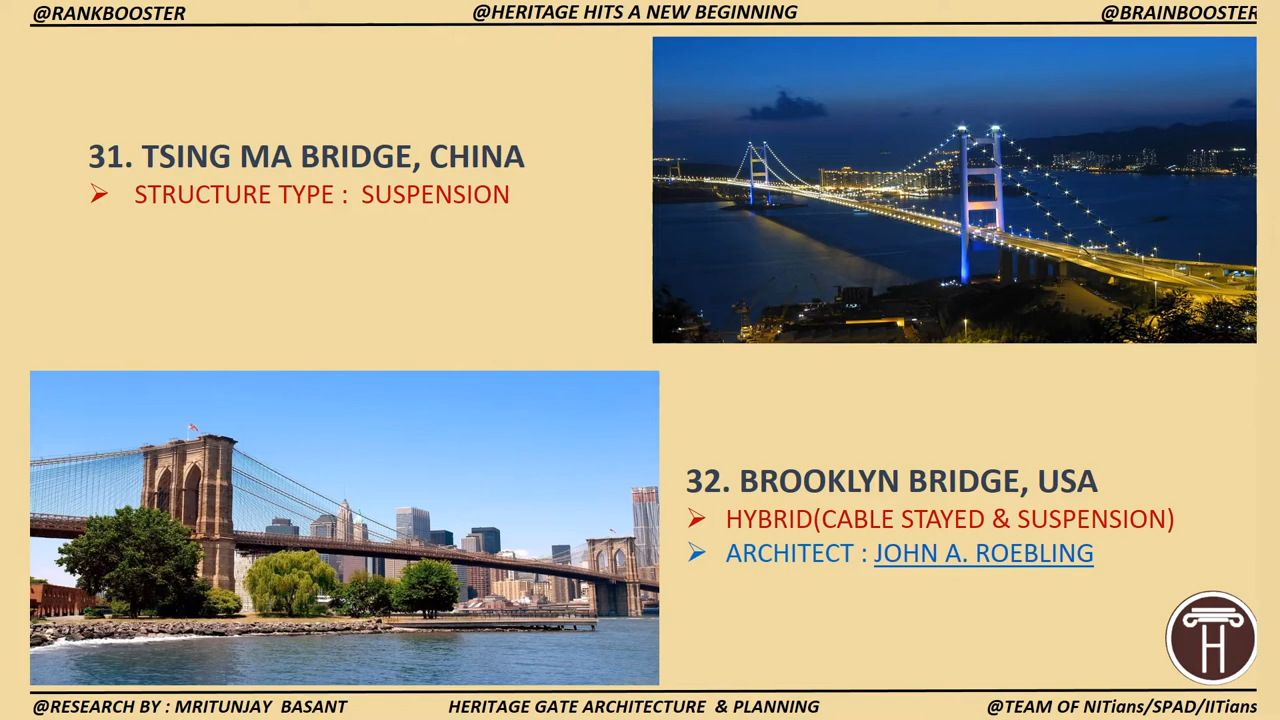 @RANKBOOSTER
@HERITAGE HITS A NEW BEGINNING
@BRAINBOOSTER
31. TSING MA BRIDGE, CHINA
➢ STRUCTURE TYPE : SUSPENSION
32. BROOKLYN BRIDGE, USA
➢ HYBRID(CABLE STAYED & SUSPENSION)
➢ ARCHITECT : JOHN A. ROEBLING
H
@RESEARCH BY : MRITUNJAY BASANT
HERITAGE GATE ARCHITECTURE & PLANNING
@TEAM OF NITians/SPAD/IITians